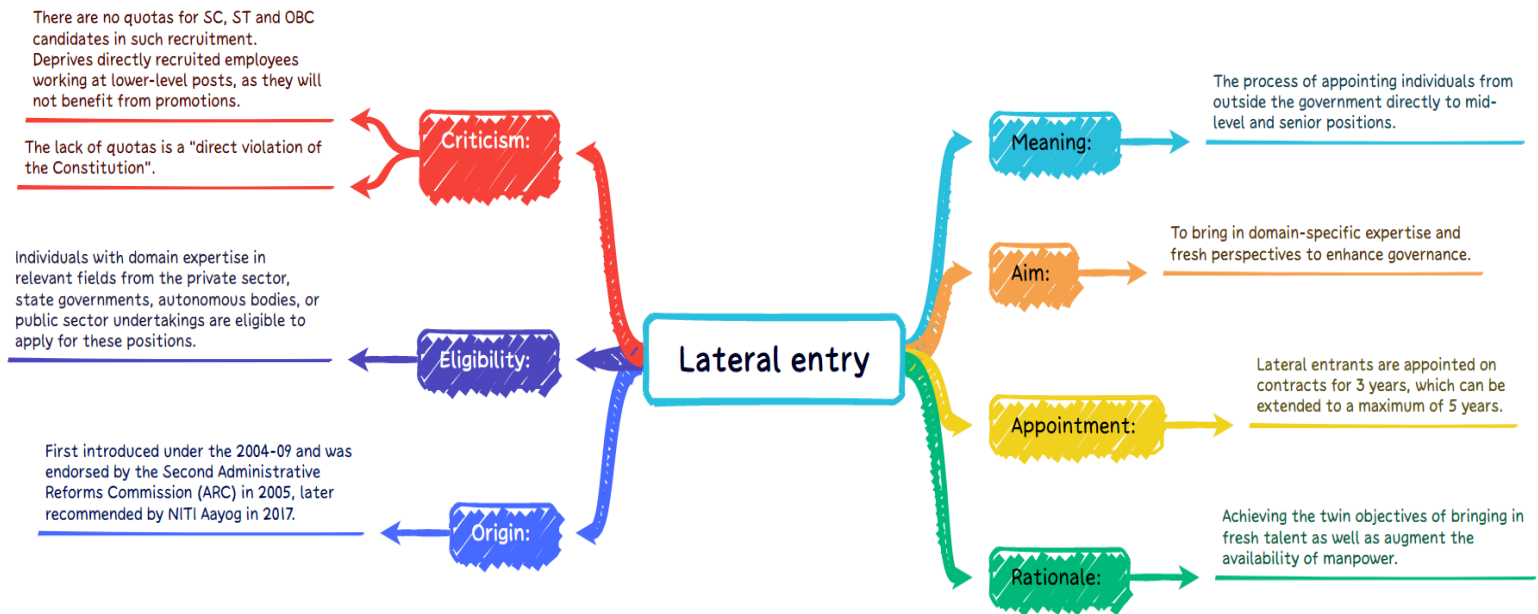 There are no quotas for SC, ST and OBC
candidates in such recruitment.
Deprives directly recruited employees
working at lower-level posts, as they will
not benefit from promotions.
The lack of quotas is a "direct violation of
the Constitution".
Criticism:
Individuals with domain expertise in
relevant fields from the private sector,
state governments, autonomous bodies, or
public sector undertakings are eligible to
apply for these positions.
Eligibility:
First introduced under the 2004-09 and was
endorsed by the Second Administrative
Reforms Commission (ARC) in 2005, later
recommended by NITI Aayog in 2017.
Origin:
Lateral entry
Meaning:
The process of appointing individuals from
outside the government directly to mid-
level and senior positions.
Aim:
To bring in domain-specific expertise and
fresh perspectives to enhance governance.
Appointment:
Lateral entrants are appointed on
contracts for 3 years, which can be
extended to a maximum of 5 years.
Rationale:
Achieving the twin objectives of bringing in
fresh talent as well as augment the
availability of manpower.